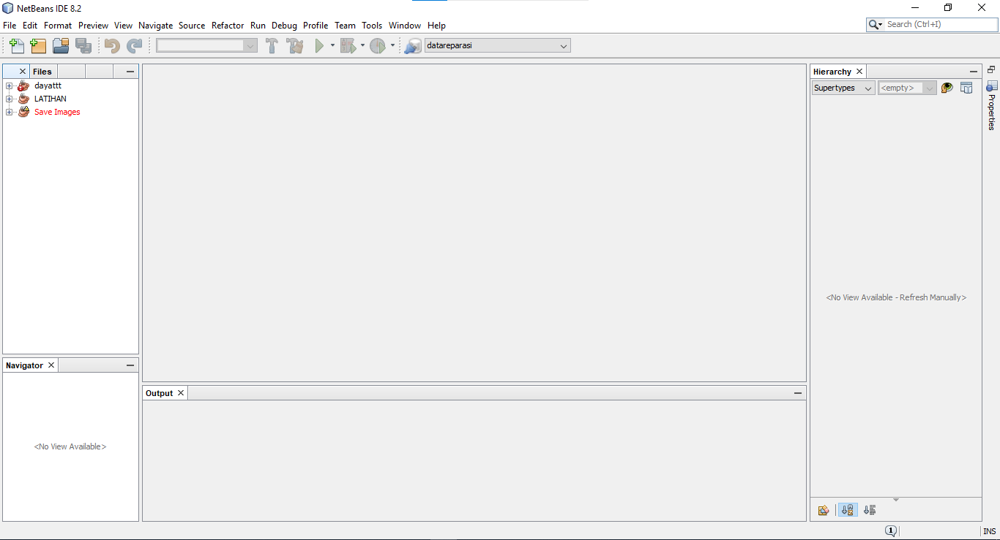 NetBeans IDE 8.2
File Edit Format Preview View Navigate Source Refactor Run Debug Profile Team Tools Window Help
Search (Ctrl+I)
datareparasi
Files
dayattt
LATIHAN
Save Images
Navigator
<No View Available>
Output
Hierarchy
Supertypes
<empty>
<No View Available - Refresh Manually>
Properties
1
INS